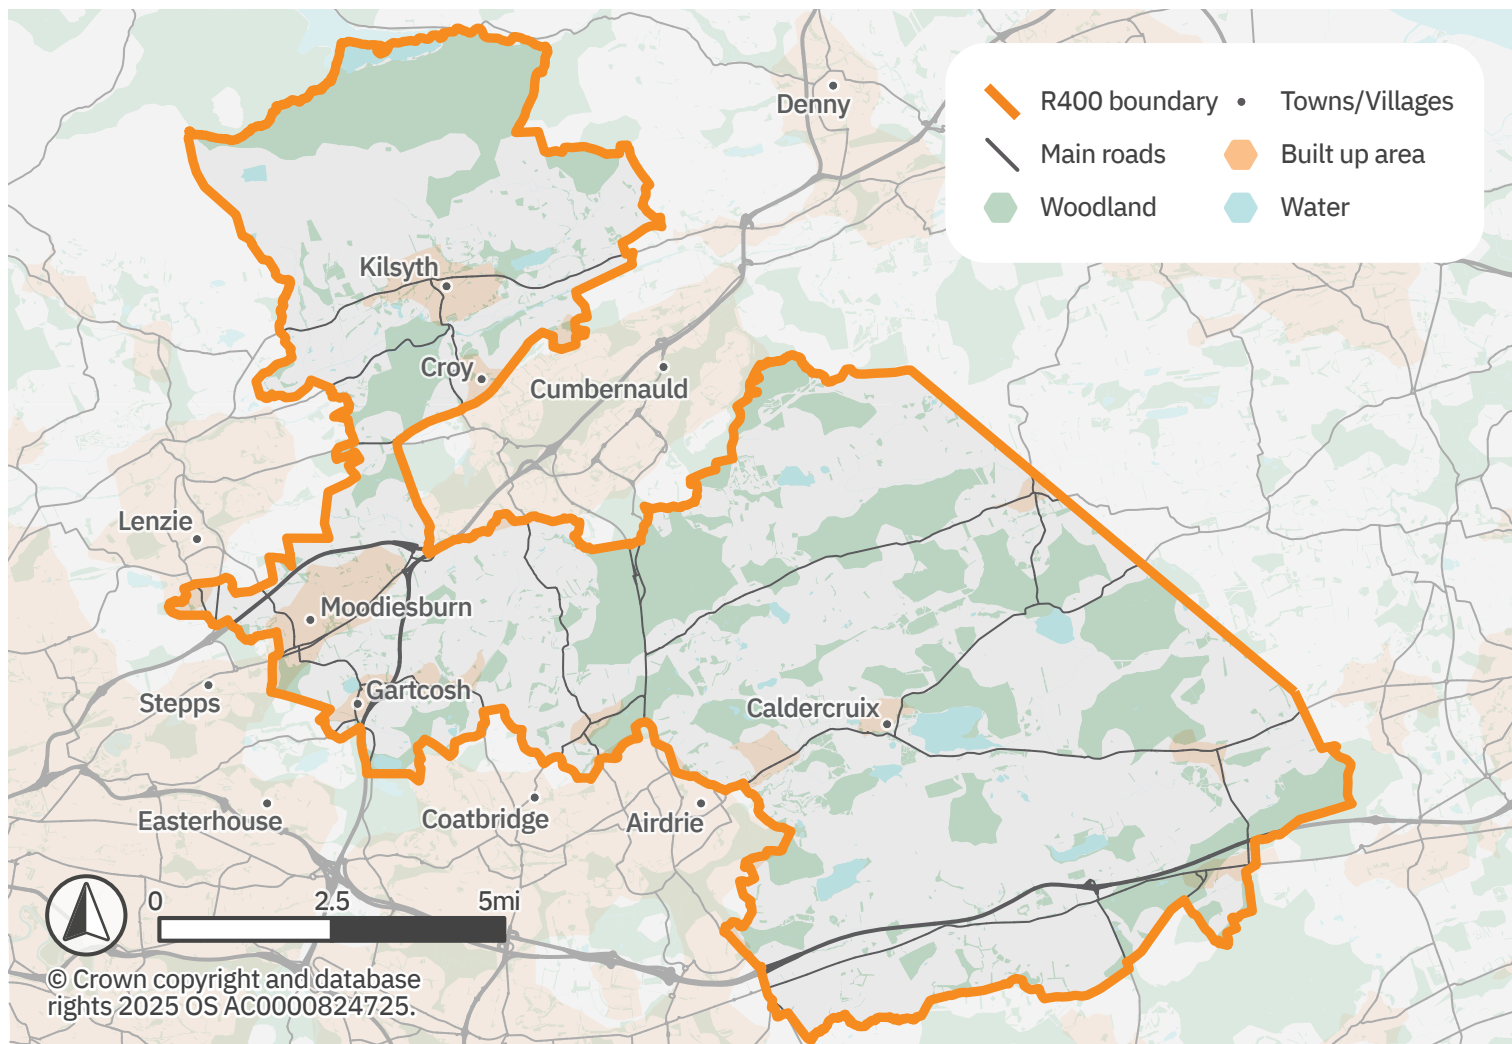 Denny
R400 boundary
Towns/Villages
Main roads
Built up area
Woodland
Water
Kilsyth
Croy
Cumbernauld
Lenzie
Moodiesburn
Stepps
Gartcosh
Caldercruix
Easterhouse
Coatbridge
Airdrie
0 2.5 5mi
© Crown copyright and database
rights 2025 OS AC0000824725.